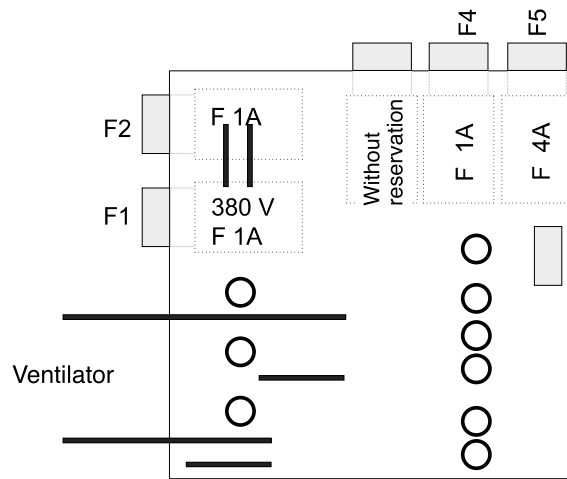 F4
F5
F2
F 1A
Without
reservation
F 1A
F 4A
F1
380 V
F 1A
Ventilator